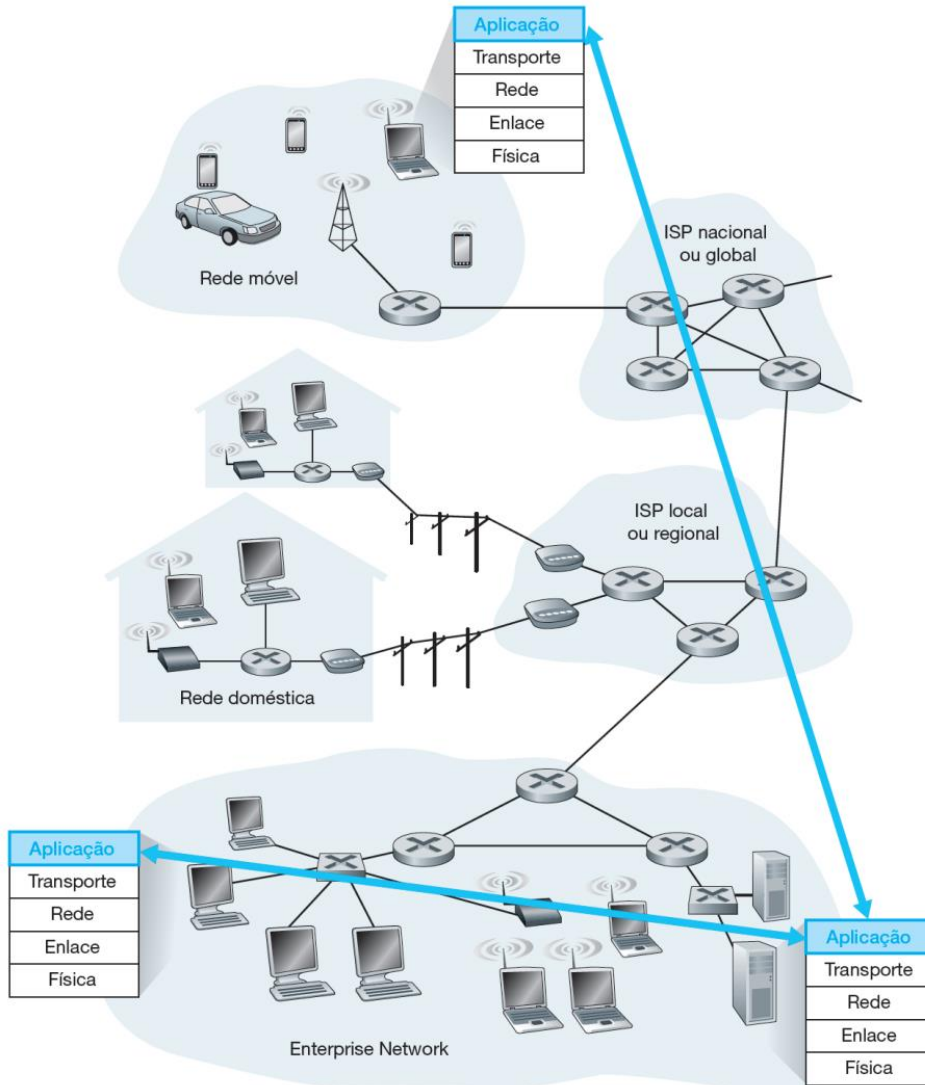 Aplicação
Transporte
Rede
Enlace
Física
ISP nacional
ou global
Rede móvel
ISP local
ou regional
Rede doméstica
Aplicação
Transporte
Rede
Enlace
Física
Aplicação
Transporte
Rede
Enlace
Física
Enterprise Network